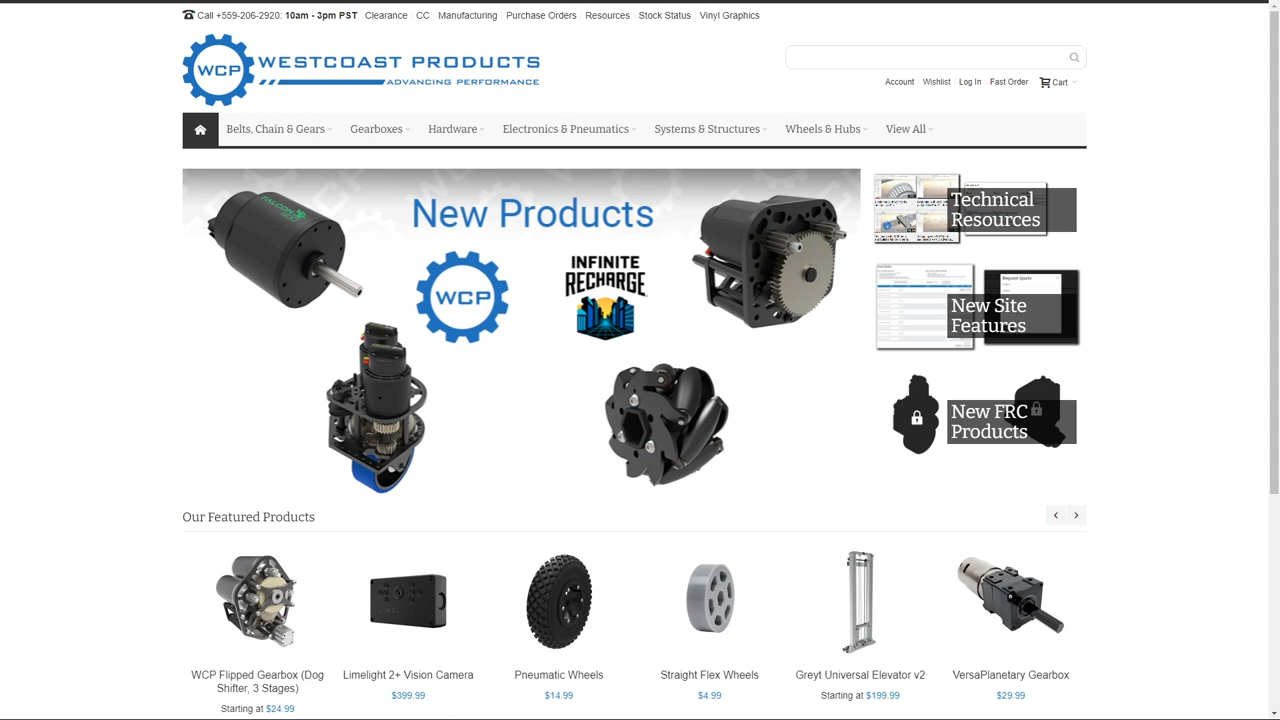 Call +559-206-2920: 10am - 3pm PST Clearance CC Manufacturing Purchase Orders Resources Stock Status Vinyl Graphics
WCP WESTCOAST PRODUCTS
ADVANCING PERFORMANCE
Account Wishlist Log In Fast Order Cart
Belts, Chain & Gears Gearboxes Hardware Electronics & Pneumatics Systems & Structures Wheels & Hubs View All
New Products
FALCON
500
INFINITE
RECHARGE
WCP
Technical
Resources
Request Quote
New Site
Features
New FRC
Products
Our Featured Products
WCP Flipped Gearbox (Dog
Shifter, 3 Stages)
Starting at $24.99
Limelight 2+ Vision Camera
$399.99
Pneumatic Wheels
$14.99
Straight Flex Wheels
$4.99
Greyt Universal Elevator v2
Starting at $199.99
VersaPlanetary Gearbox
$29.99